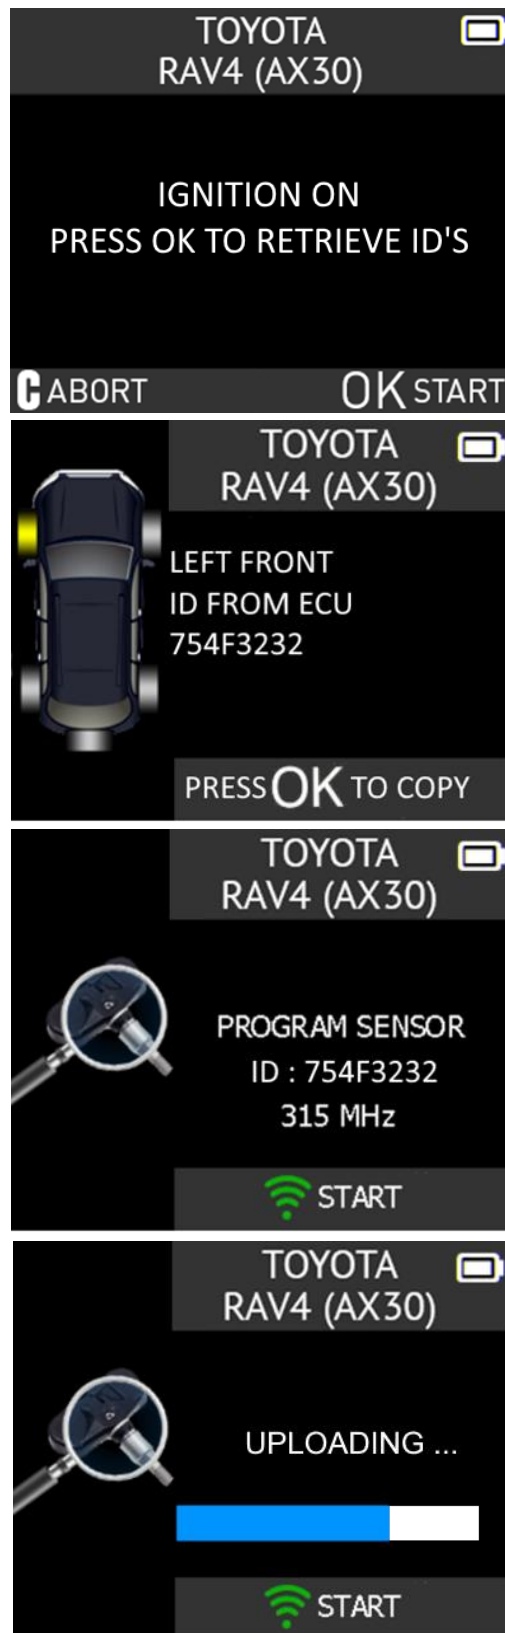 TOYOTA
RAV4 (AX30)
IGNITION ON
PRESS OK TO RETRIEVE ID'S
C ABORT
OK START
TOYOTA
RAV4 (AX30)
LEFT FRONT
ID FROM ECU
754F3232
PRESS OK TO COPY
TOYOTA
RAV4 (AX30)
PROGRAM SENSOR
ID : 754F3232
315 MHz
START
TOYOTA
RAV4 (AX30)
UPLOADING ...
START